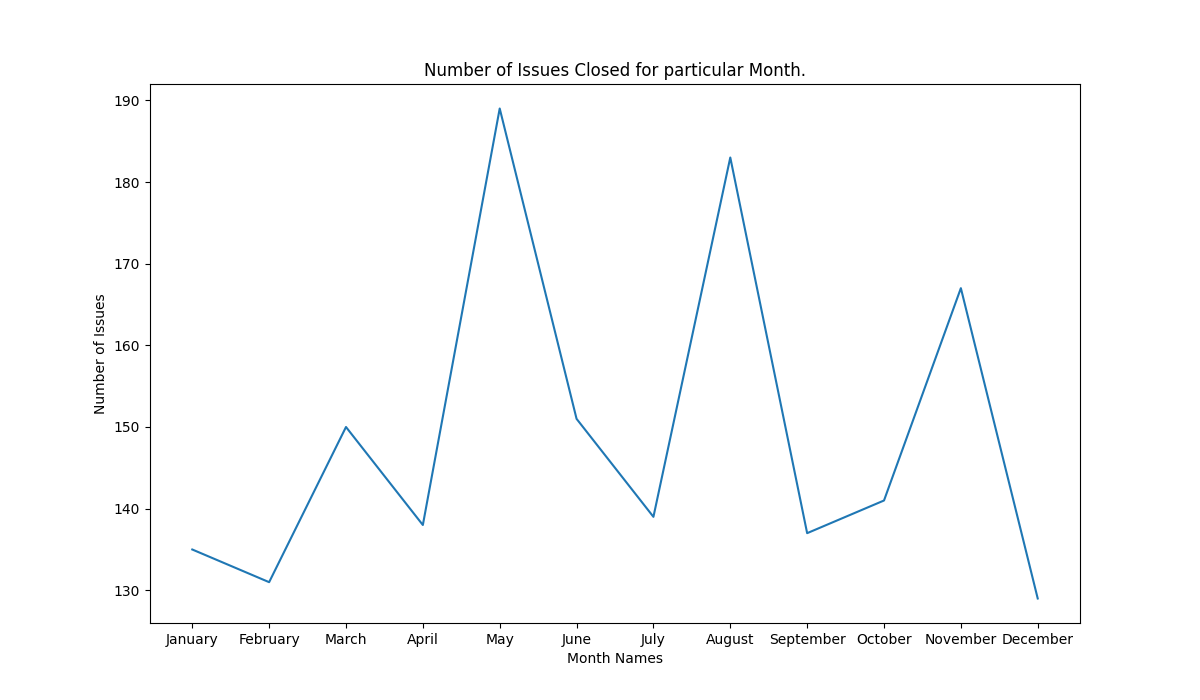 Number of Issues Closed for particular Month.
190
180
170
160
150
140
130
Number of Issues
January February March April May June July August September October November December
Month Names